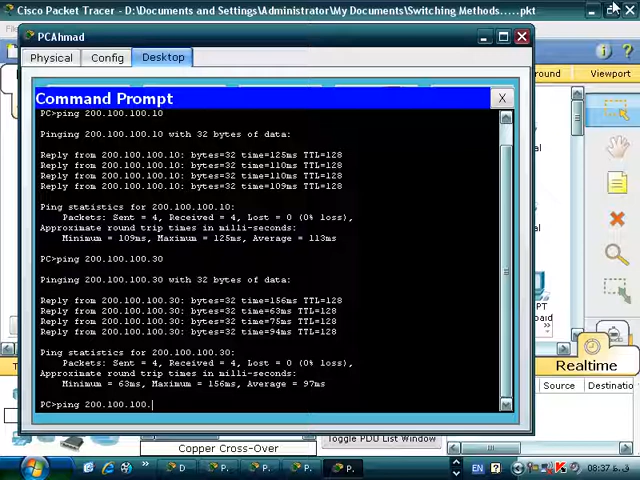 Cisco Packet Tracer - D:\Documents and Settings\Administrator\My Documents\Switching Methods.....pkt
PCAhmad
Physical
Config
Desktop
Viewport
Command Prompt
X
PC>ping 200.100.100.10
Pinging 200.100.100.10 with 32 bytes of data:
Reply from 200.100.100.10: bytes=32 time=125ms TTL=128
Reply from 200.100.100.10: bytes=32 time=110ms TTL=128
Reply from 200.100.100.10: bytes=32 time=110ms TTL=128
Reply from 200.100.100.10: bytes=32 time=109ms TTL=128
Ping statistics for 200.100.100.10:
Packets: Sent = 4, Received = 4, Lost = 0 (0% loss),
Approximate round trip times in milli-seconds:
Minimum = 109ms, Maximum = 125ms, Average = 113ms
PC>ping 200.100.100.30
Pinging 200.100.100.30 with 32 bytes of data:
Reply from 200.100.100.30: bytes=32 time=156ms TTL=128
Reply from 200.100.100.30: bytes=32 time=63ms TTL=128
Reply from 200.100.100.30: bytes=32 time=75ms TTL=128
Reply from 200.100.100.30: bytes=32 time=94ms TTL=128
Ping statistics for 200.100.100.30:
Packets: Sent = 4, Received = 4, Lost = 0 (0% loss),
Approximate round trip times in milli-seconds:
Minimum = 63ms, Maximum = 156ms, Average = 97ms
PC>ping 200.100.100.
Realtime
Source
Copper Cross-Over
Toggle PDU List Window
D
P.
P.
P.
P.
EN
08:37